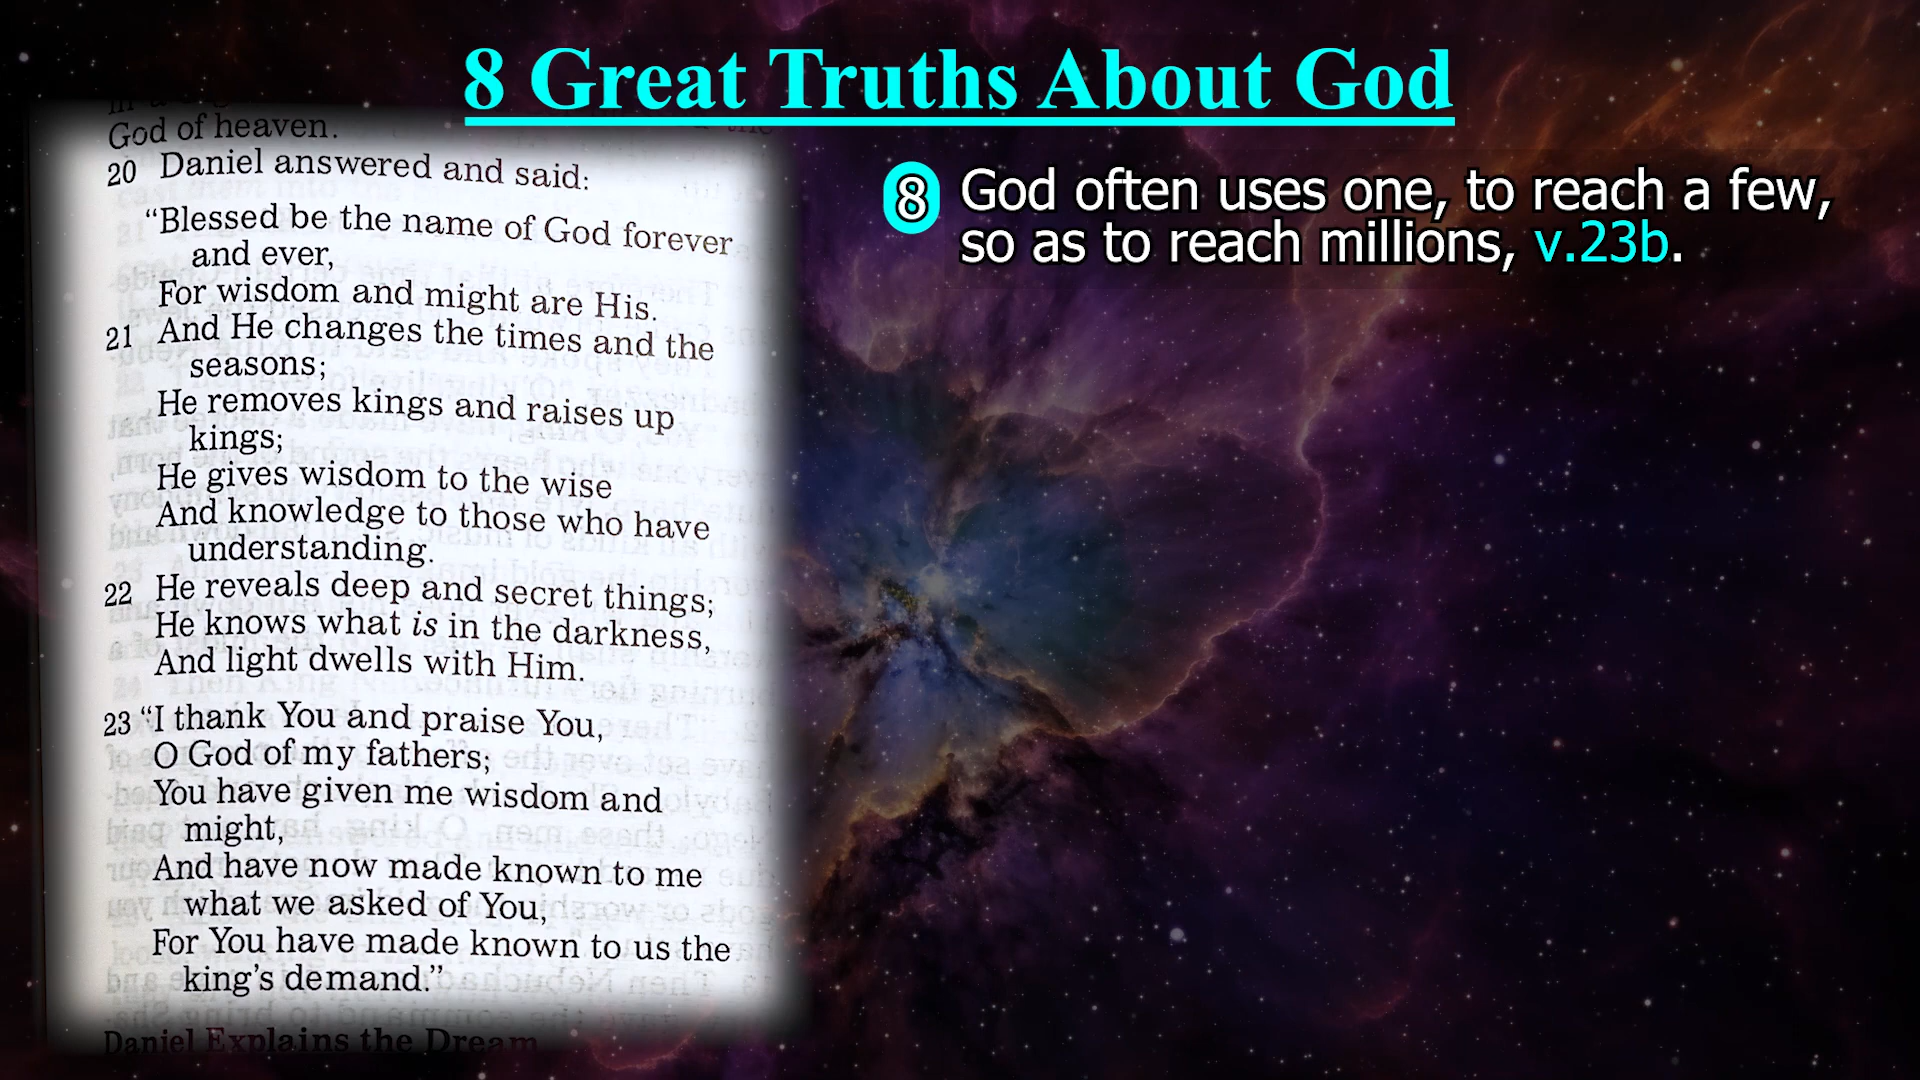 8 Great Truths About God
God of heaven.
20 Daniel answered and said:
“Blessed be the name of God forever
and ever,
For wisdom and might are His.
21 And He changes the times and the
seasons;
He removes kings and raises up
kings;
He gives wisdom to the wise
And knowledge to those who have
understanding.
22 He reveals deep and secret things;
He knows what is in the darkness,
And light dwells with Him.
23 “I thank You and praise You,
O God of my fathers;
You have given me wisdom and
might,
And have now made known to me
what we asked of You,
For You have made known to us the
king’s demand.”
Daniel Explains the Dream
8 God often uses one, to reach a few,
so as to reach millions, v.23b.